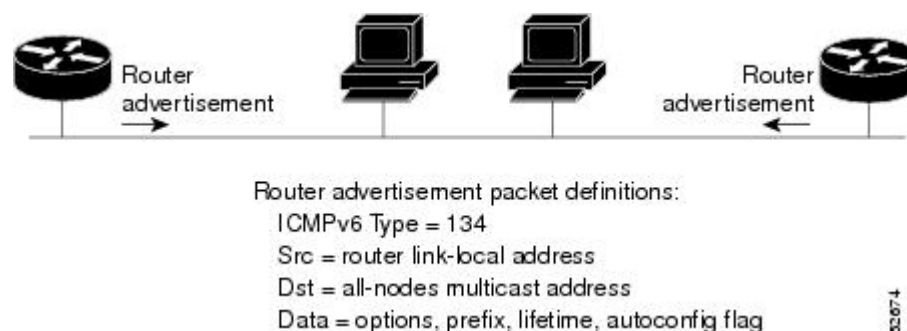 Router
advertisement
Router
advertisement
Router advertisement packet definitions:
ICMPv6 Type = 134
Src = router link-local address
Dst = all-nodes multicast address
Data = options, prefix, lifetime, autoconfig flag
52674